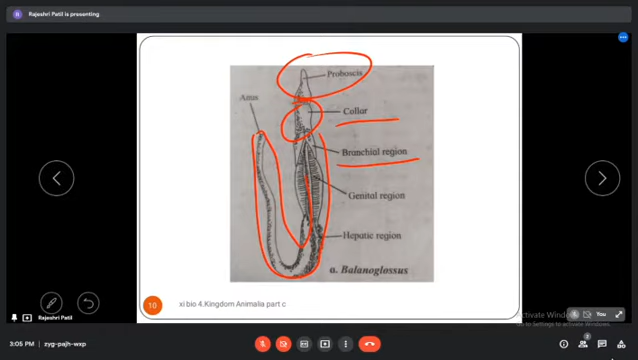 R Rajeshri Patil is presenting
Proboscis
Anus
Collar
Branchial region
Genital region
Hepatic region
a. Balanoglossus
10
xi bio 4.Kingdom Animalia part c
You
Activate Windows
Go to Settings to activate Windows.
Rajeshri Patil
3:05 PM | zyg-pajh-wxp